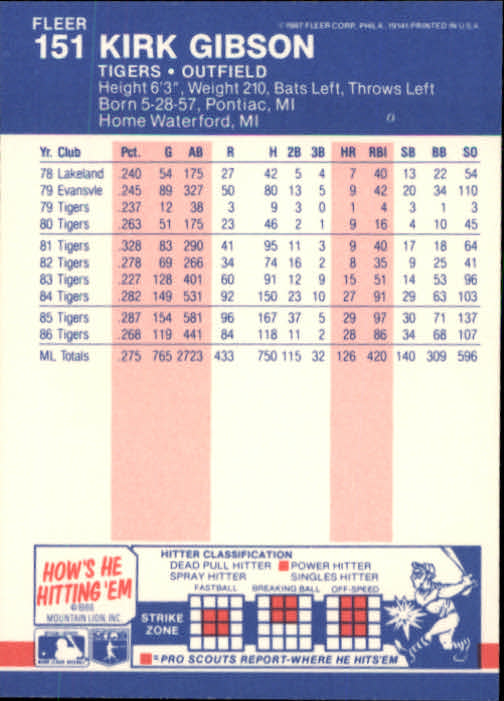 FLEER
©1987 FLEER CORP. PHILA. 19141 PRINTED IN U.S.A.
151 KIRK GIBSON
TIGERS • OUTFIELD
Height 6'3", Weight 210, Bats Left, Throws Left
Born 5-28-57, Pontiac, MI
Home Waterford, MI
Yr. Club Pct. G AB R H 2B 3B HR RBI SB BB SO
78 Lakeland .240 54 175 27 42 5 4 7 40 13 22 54
79 Evansvle .245 89 327 50 80 13 5 9 42 20 34 110
79 Tigers .237 12 38 3 9 3 0 1 4 3 1 3
80 Tigers .263 51 175 23 46 2 1 9 16 4 10 45
81 Tigers .328 83 290 41 95 11 3 9 40 17 18 64
82 Tigers .278 69 266 34 74 16 2 8 35 9 25 41
83 Tigers .227 128 401 60 91 12 9 15 51 14 53 96
84 Tigers .282 149 531 92 150 23 10 27 91 29 63 103
85 Tigers .287 154 581 96 167 37 5 29 97 30 71 137
86 Tigers .268 119 441 84 118 11 2 28 86 34 68 107
ML Totals .275 765 2723 433 750 115 32 126 420 140 309 596
HOW'S HE
HITTING 'EM
©1986
MOUNTAIN LION, INC.
HITTER CLASSIFICATION
DEAD PULL HITTER POWER HITTER
SPRAY HITTER SINGLES HITTER
FASTBALL BREAKING BALL OFF-SPEED
STRIKE
ZONE
= PRO SCOUTS REPORT-WHERE HE HITS'EM